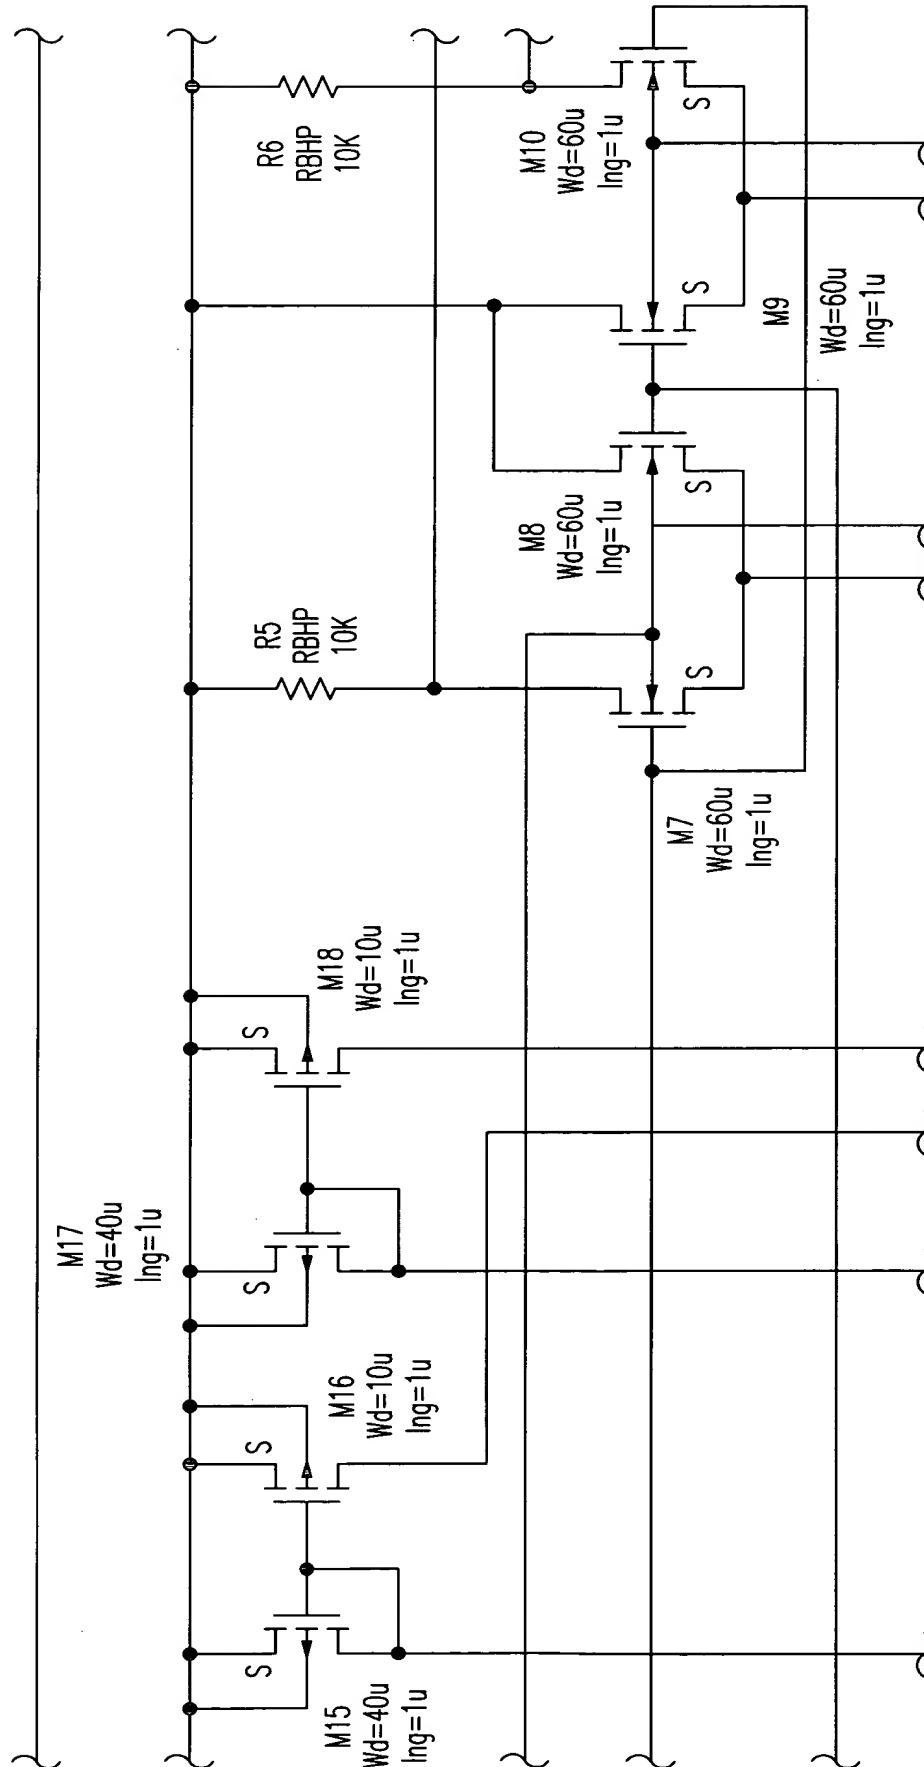 R6
RBHP
10K
M10
Wd=60u
lng=1u
S
S
M9
Wd=60u
lng=1u
M8
Wd=60u
lng=1u
S
R5
RBHP
10K
S
M7
Wd=60u
lng=1u
M18
Wd=10u
lng=1u
S
M17
Wd=40u
lng=1u
S
M16
Wd=10u
lng=1u
S
S
M15
Wd=40u
lng=1u